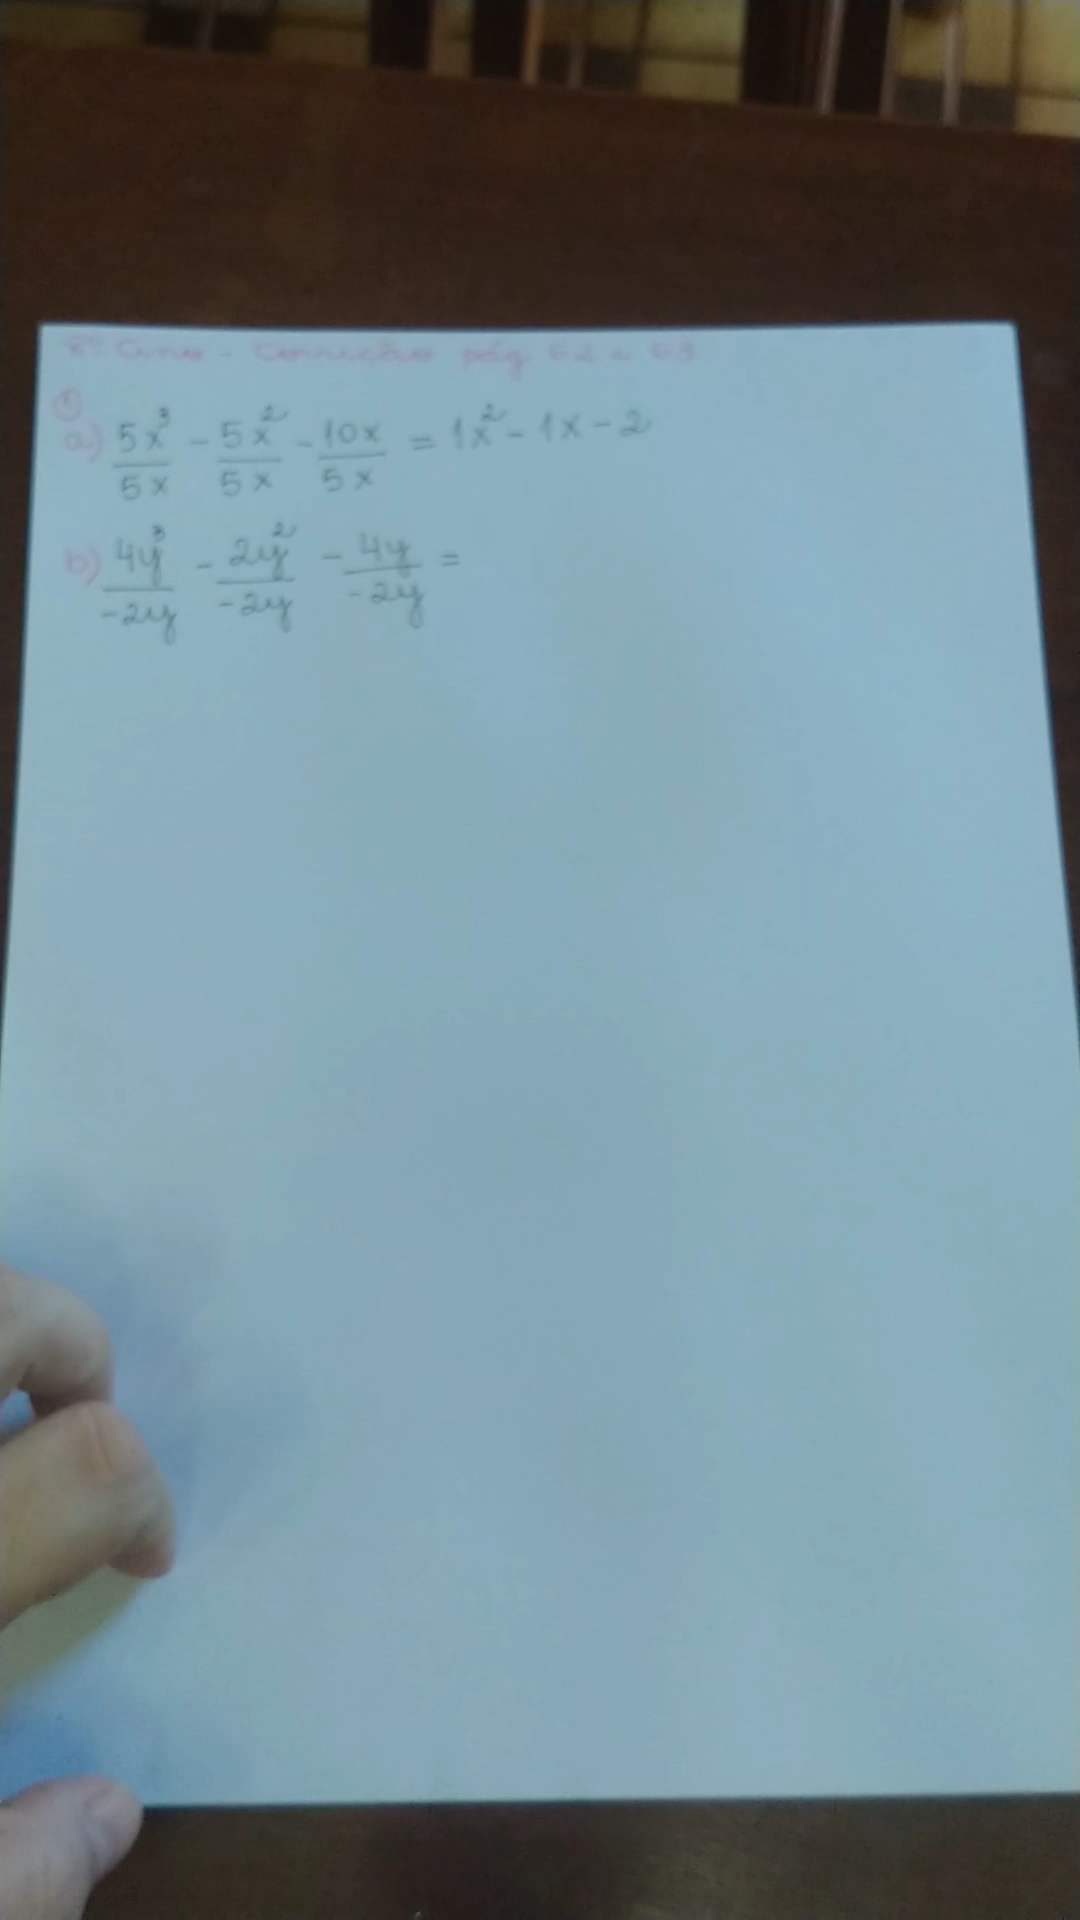 8º Ano - Correção pág 62 e 63
①
a) 5x³/5x - 5x²/5x - 10x/5x = 1x² - 1x - 2
b) 4y³/-2y - 2y²/-2y - 4y/-2y =